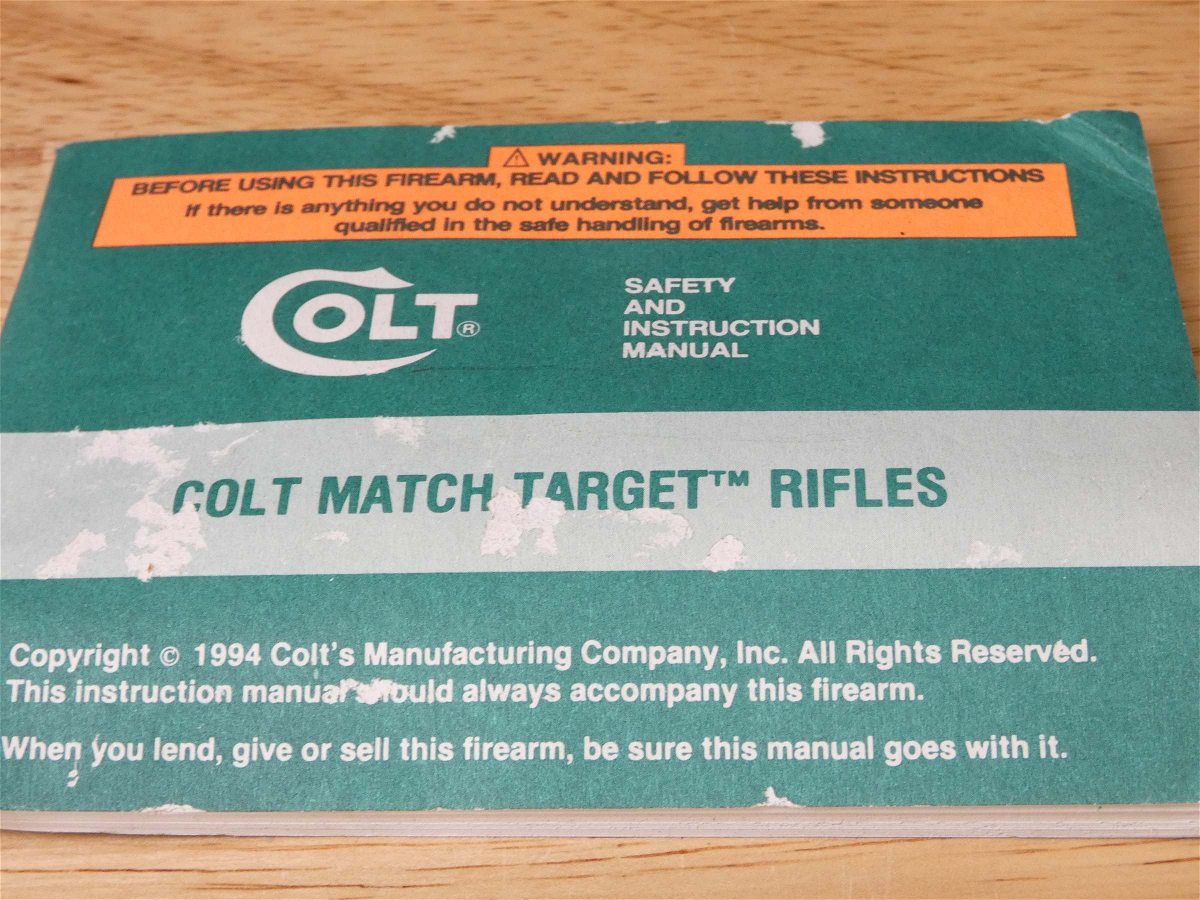 ⚠ WARNING:
BEFORE USING THIS FIREARM, READ AND FOLLOW THESE INSTRUCTIONS
If there is anything you do not understand, get help from someone
qualified in the safe handling of firearms.
COLT®
SAFETY
AND
INSTRUCTION
MANUAL
COLT MATCH TARGET™ RIFLES
Copyright © 1994 Colt's Manufacturing Company, Inc. All Rights Reserved.
This instruction manual should always accompany this firearm.
When you lend, give or sell this firearm, be sure this manual goes with it.